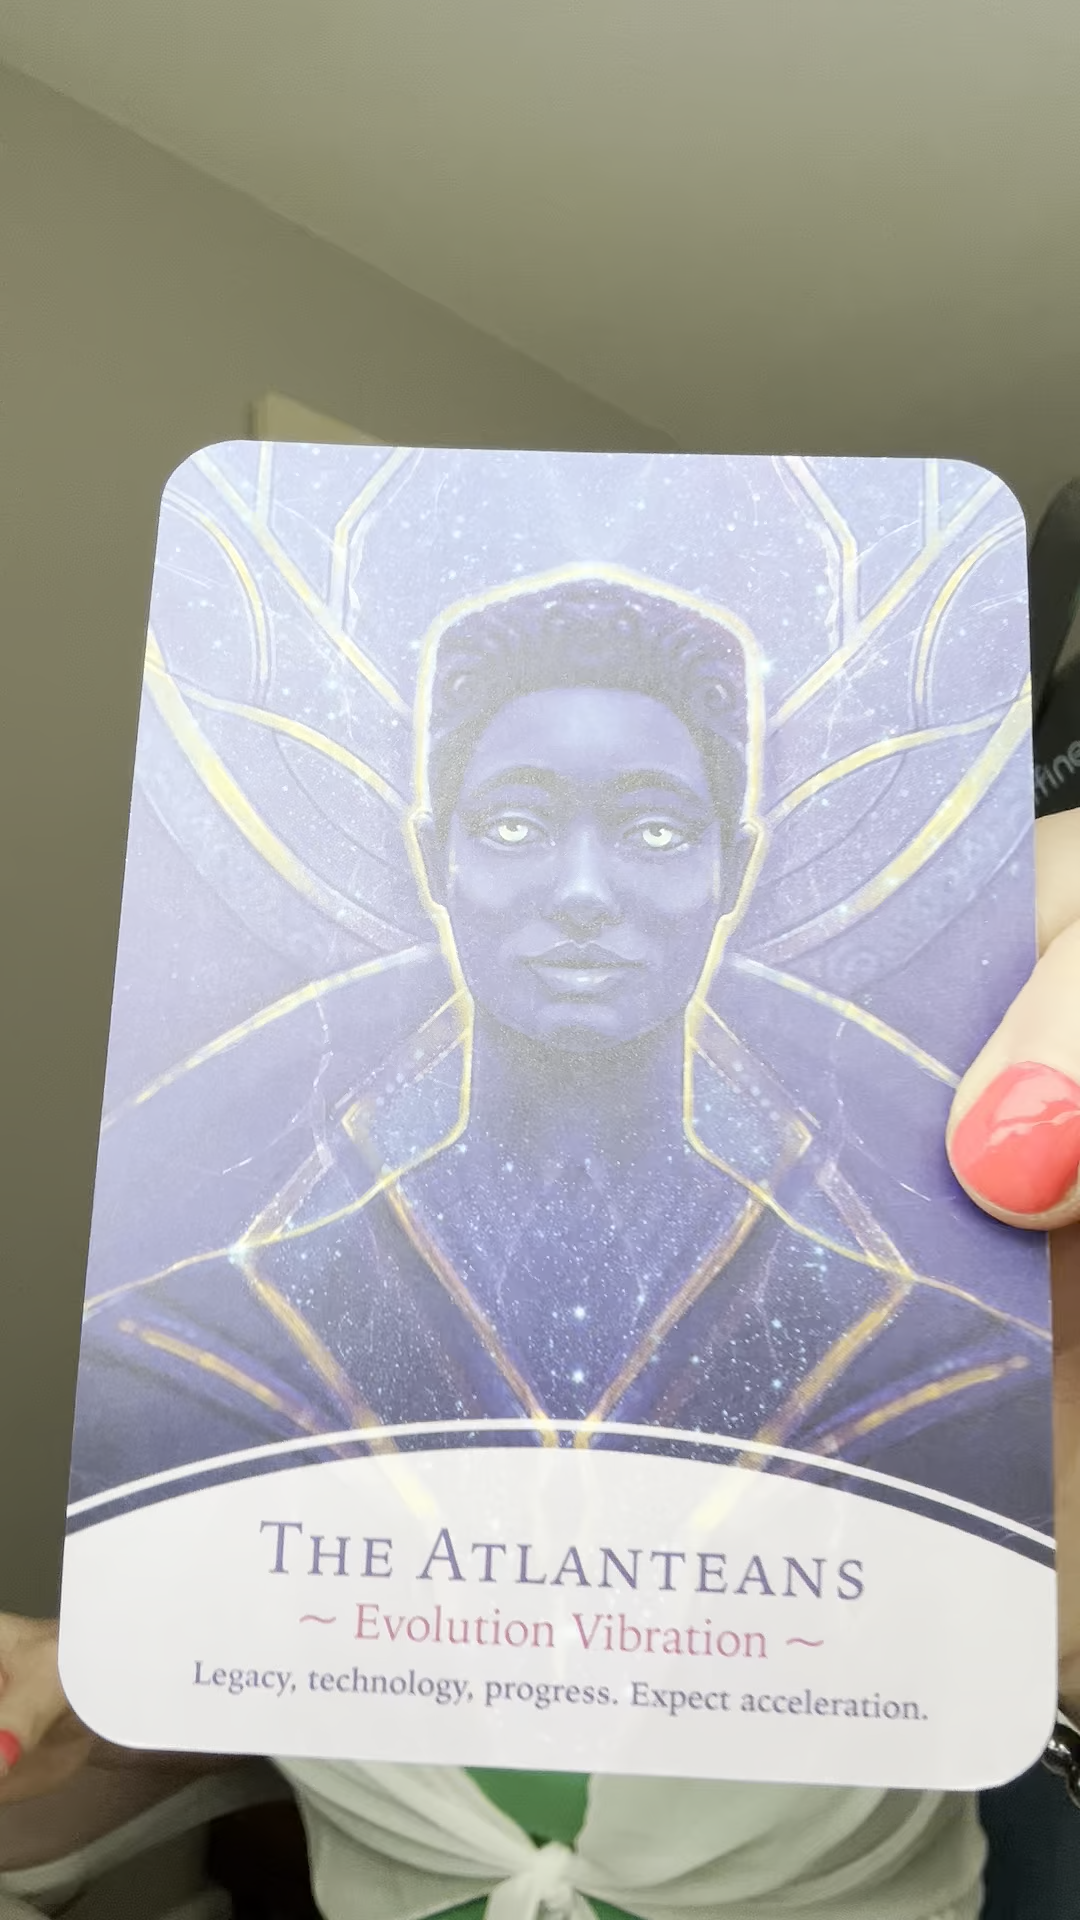 The Atlanteans
~ Evolution Vibration ~
Legacy, technology, progress. Expect acceleration.